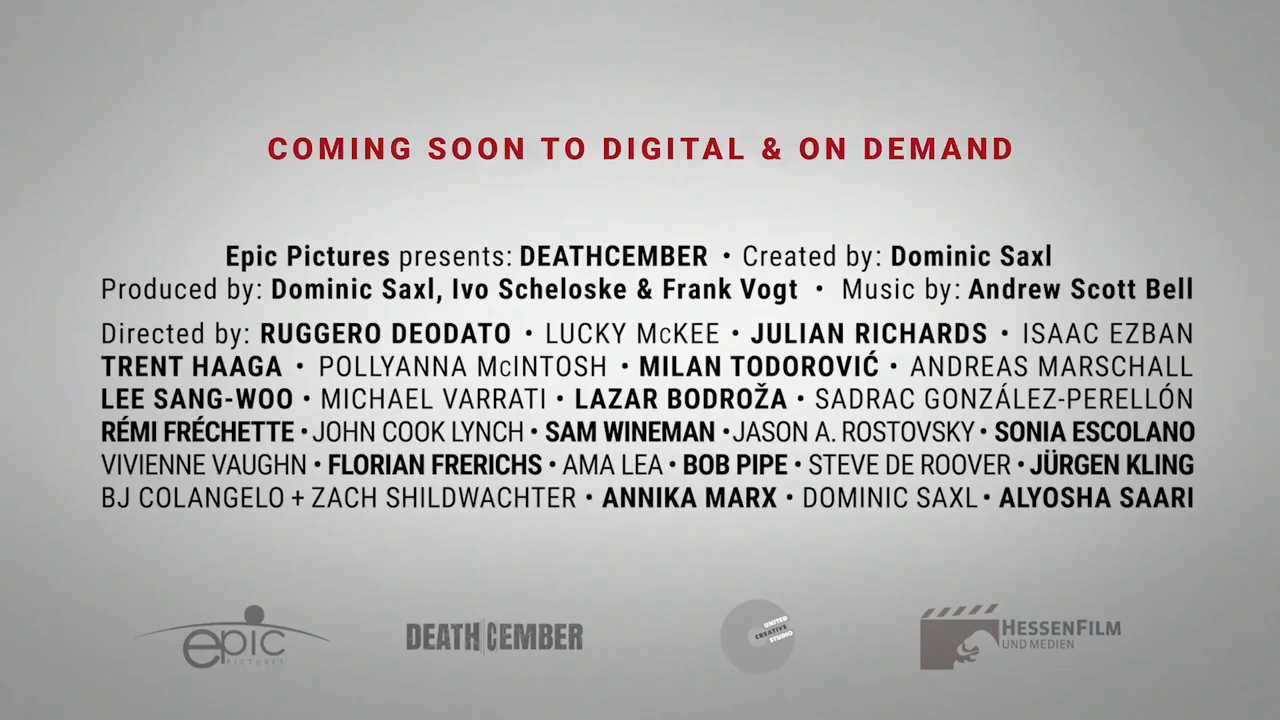 COMING SOON TO DIGITAL & ON DEMAND
Epic Pictures presents: DEATHCEMBER • Created by: Dominic Saxl
Produced by: Dominic Saxl, Ivo Scheloske & Frank Vogt • Music by: Andrew Scott Bell
Directed by: RUGGERO DEODATO • LUCKY McKEE • JULIAN RICHARDS • ISAAC EZBAN
TRENT HAAGA • POLLYANNA McINTOSH • MILAN TODOROVIĆ • ANDREAS MARSCHALL
LEE SANG-WOO • MICHAEL VARRATI • LAZAR BODROŽA • SADRAC GONZÁLEZ-PERELLÓN
RÉMI FRÉCHETTE • JOHN COOK LYNCH • SAM WINEMAN • JASON A. ROSTOVSKY • SONIA ESCOLANO
VIVIENNE VAUGHN • FLORIAN FRERICHS • AMA LEA • BOB PIPE • STEVE DE ROOVER • JÜRGEN KLING
BJ COLANGELO + ZACH SHILDWACHTER • ANNIKA MARX • DOMINIC SAXL • ALYOSHA SAARI
epic
PICTURES
DEATH CEMBER
UNITED
CREATIVE
STUDIO
HESSENFILM
UND MEDIEN